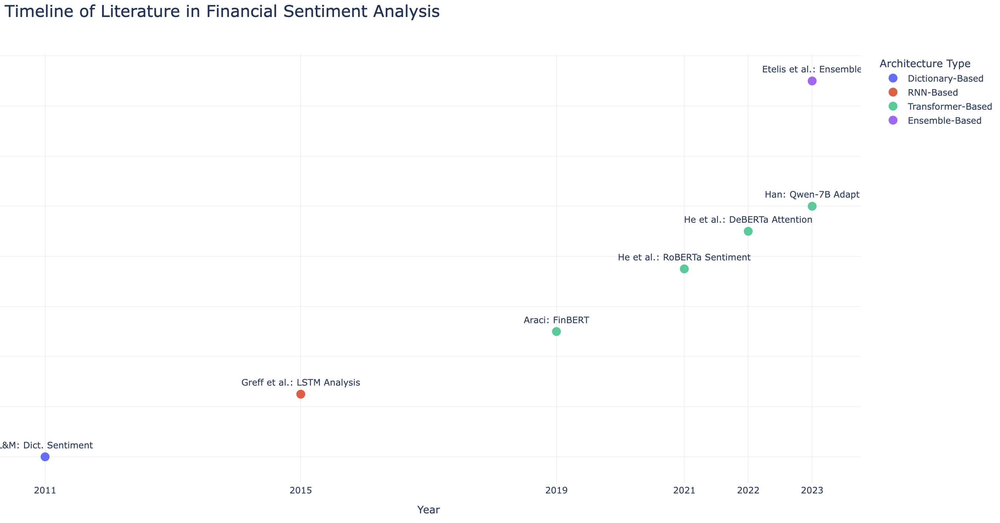 Timeline of Literature in Financial Sentiment Analysis
Etelis et al.: Ensemble
Han: Qwen-7B Adapt
He et al.: DeBERTa Attention
He et al.: RoBERTa Sentiment
Araci: FinBERT
Greff et al.: LSTM Analysis
L&M: Dict. Sentiment
2011 2015 2019 2021 2022 2023
Year
Architecture Type
Dictionary-Based
RNN-Based
Transformer-Based
Ensemble-Based